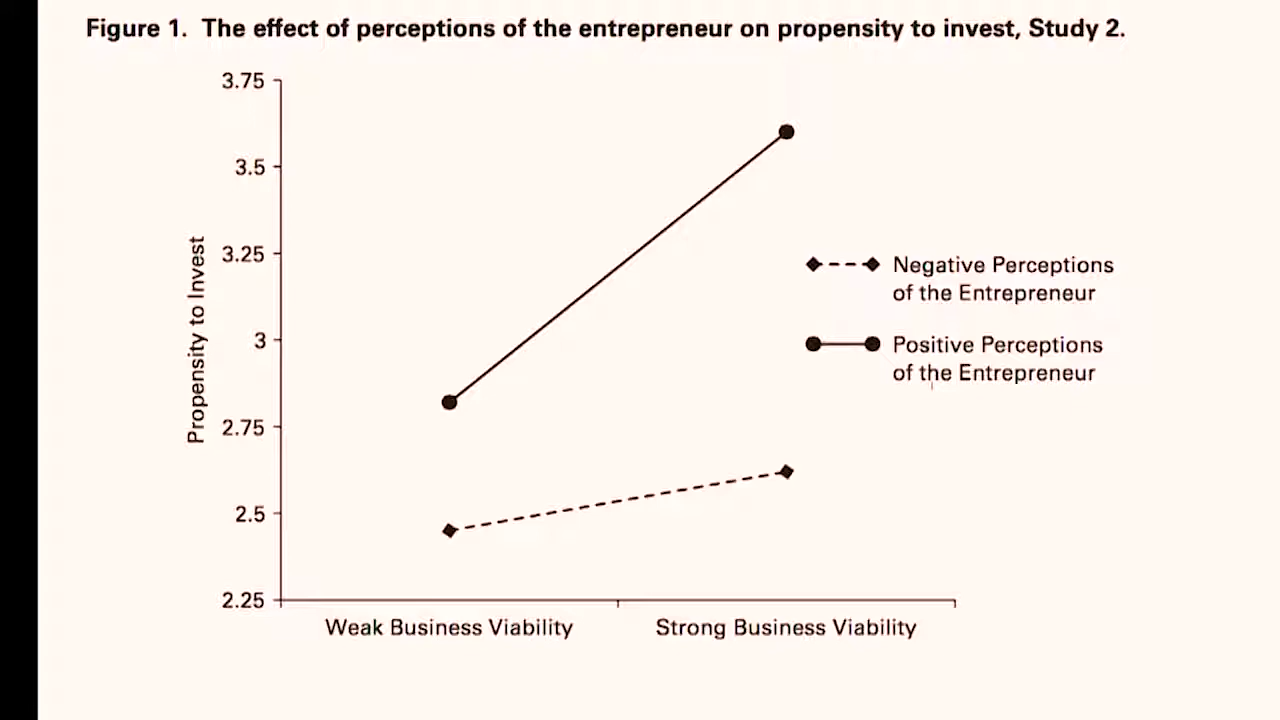 Figure 1. The effect of perceptions of the entrepreneur on propensity to invest, Study 2.
3.75
3.5
3.25
3
2.75
2.5
2.25
Propensity to Invest
Negative Perceptions
of the Entrepreneur
Positive Perceptions
of the Entrepreneur
Weak Business Viability
Strong Business Viability